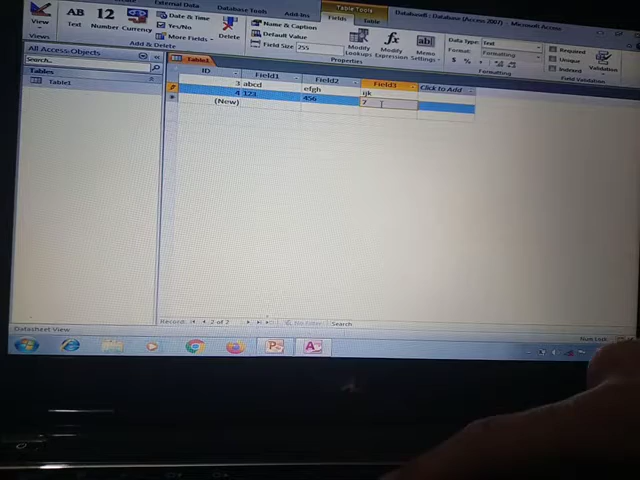 External Data Database Tools Add-Ins Fields Table Table Tools Database8 : Database (Access 2007) - Microsoft Access
View
Views
AB
Text
12
Number
Currency
Date & Time
Yes/No
More Fields
Add & Delete
Delete
Name & Caption
Default Value
Field Size 255
Properties
Modify Lookups
fx
Modify Expression
ab
Memo Settings
Data Type: Text
Format: Formatting
$ % ,
Formatting
Required
Unique
Indexed
Validation
Field Validation
All Access Objects
Search...
Tables
Table1
Table1
ID Field1 Field2 Field3 Click to Add
3 abcd efgh ijk
4 123 456 7
(New)
Record: 2 of 2 No Filter Search
Datasheet View
Num Lock